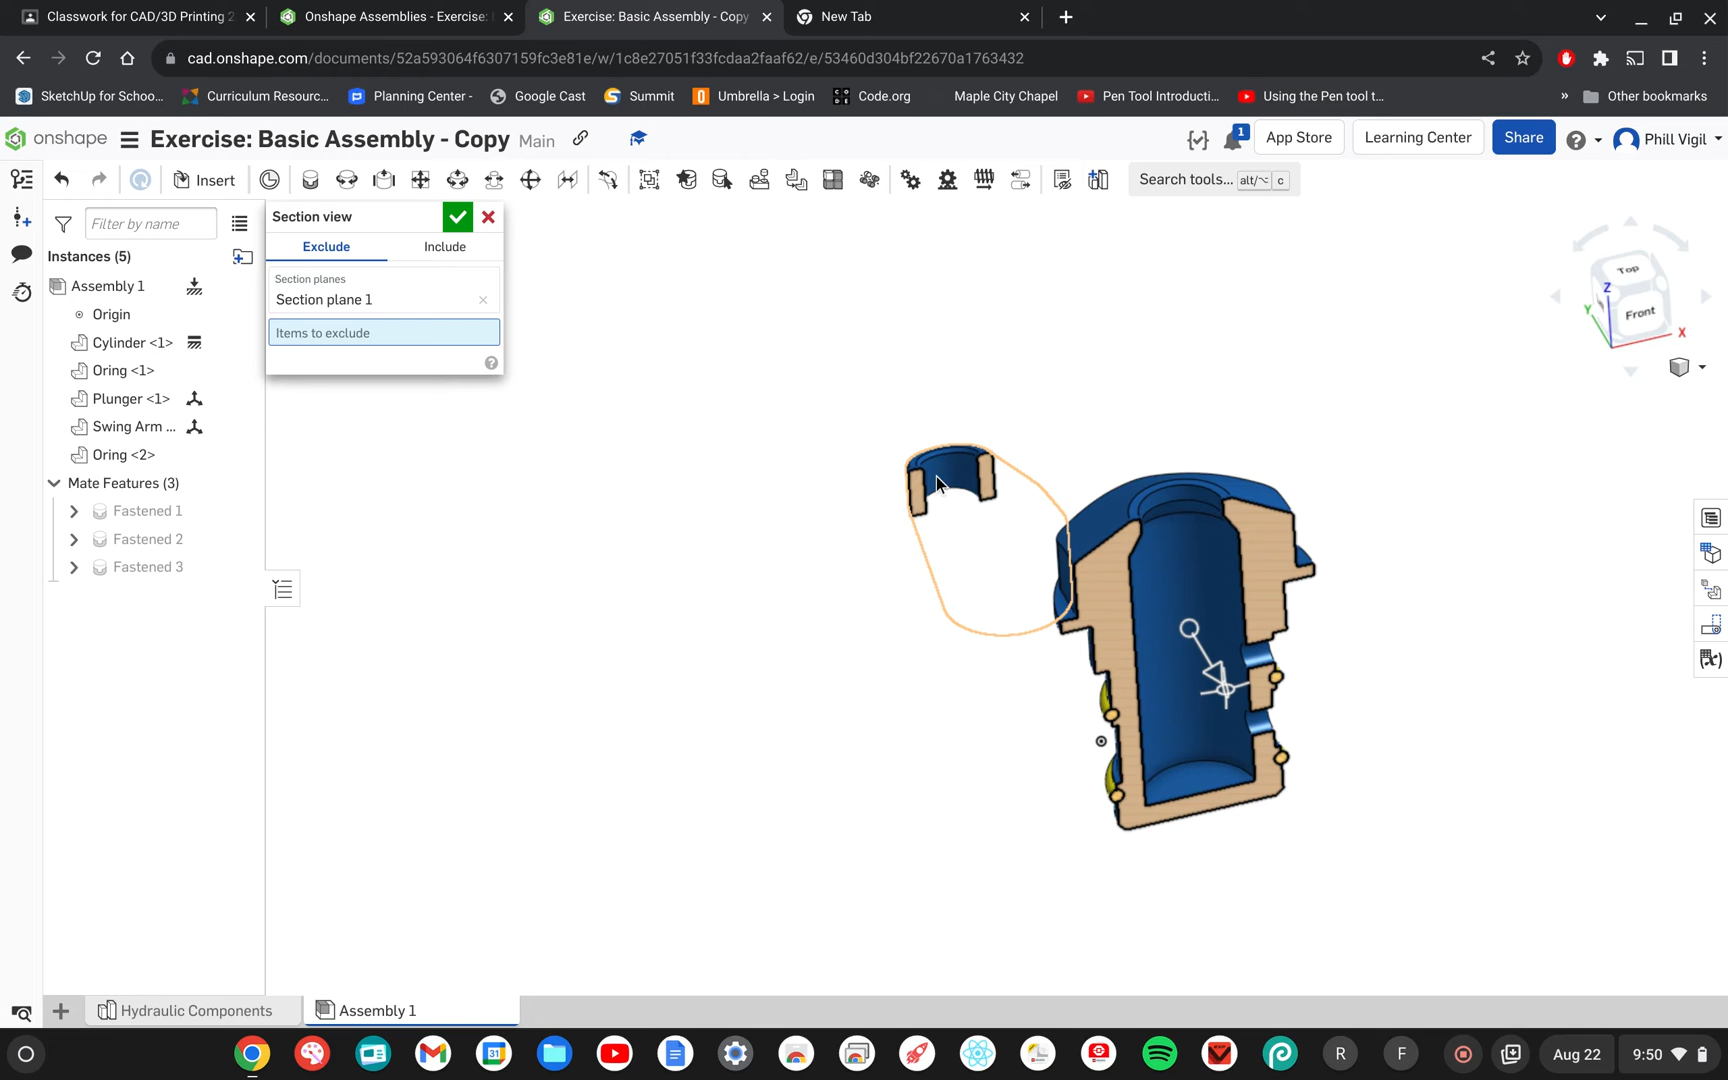 Classwork for CAD/3D Printing 2
Onshape Assemblies - Exercise:
Exercise: Basic Assembly - Copy
New Tab
cad.onshape.com/documents/52a593064f6307159fc3e81e/w/1c8e27051f33fcdaa2faaf62/e/53460d304bf22670a1763432
SketchUp for Schoo...
Curriculum Resourc...
Planning Center -
Google Cast
Summit
Umbrella > Login
Code.org
Maple City Chapel
Pen Tool Introducti...
Using the Pen tool t...
»
Other bookmarks
onshape
Exercise: Basic Assembly - Copy
Main
1
App Store
Learning Center
Share
Phill Vigil
Insert
Search tools...
alt/⌥
c
Filter by name
Section view
Exclude
Include
Section planes
Section plane 1
Items to exclude
Instances (5)
Assembly 1
Origin
Cylinder <1>
Oring <1>
Plunger <1>
Swing Arm ...
Oring <2>
Mate Features (3)
Fastened 1
Fastened 2
Fastened 3
Top
Front
Z
Y
X
Hydraulic Components
Assembly 1
31
R
F
Aug 22
9:50